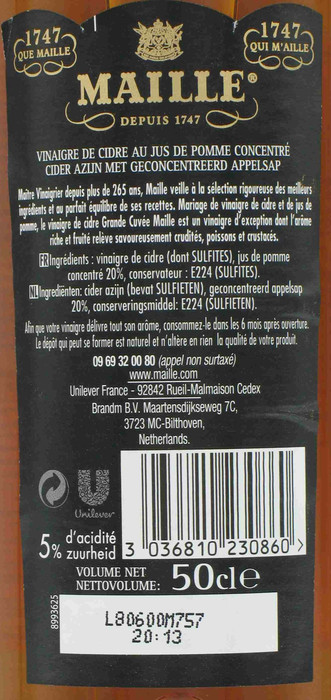 1747 1747
QUE MAILLE QUI M'AILLE
MAILLE®
DEPUIS 1747
VINAIGRE DE CIDRE AU JUS DE POMME CONCENTRÉ
CIDER AZIJN MET GECONCENTREERD APPELSAP
Maître Vinaigrier depuis plus de 265 ans, Maille veille à la sélection rigoureuse des meilleurs
ingrédients et au parfait équilibre de ses recettes. Mariage de vinaigre de cidre et de jus de
pomme, le vinaigre de cidre Grande Cuvée Maille est un vinaigre d'exception dont l'arôme
riche et fruité relève savoureusement crudités, poissons et crustacés.
FR Ingrédients : vinaigre de cidre (dont SULFITES), jus de pomme
concentré 20%, conservateur : E224 (SULFITES).
NL Ingrediënten: cider azijn (bevat SULFIETEN), geconcentreerd appelsap
20%, conserveringsmiddel: E224 (SULFIETEN).
Afin que votre vinaigre délivre tout son arôme, consommez-le dans les 6 mois après ouverture.
Le dépôt qui peut se former est naturel et n'altère en rien la qualité de votre produit.
09 69 32 00 80 (appel non surtaxé)
www.maille.com
Unilever France - 92842 Rueil-Malmaison Cedex
Brandm B.V. Maartensdijkseweg 7C,
3723 MC-Bilthoven,
Netherlands.
Unilever
5% d'acidité
zuurheid
3 036810 230860 >
VOLUME NET
NETTOVOLUME: 50cl e
8993625
L80600M757
20:13